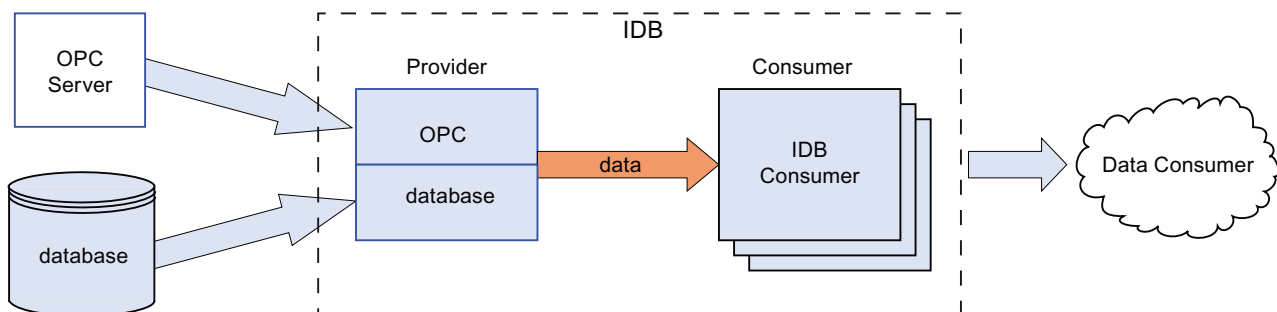 IDB
OPC
Server
Provider
Consumer
OPC
database
data
IDB
Consumer
Data Consumer
database